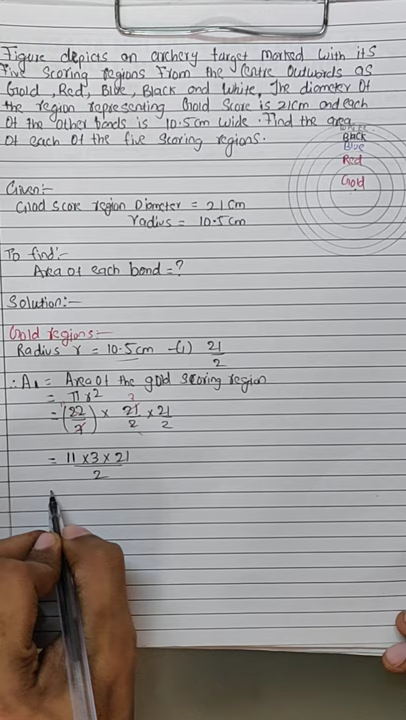 Figure depicts an archery target marked with its
Five Scoring regions From the Centre Outwords as
Gold, Red, Blue, Black and White, The diameter Of
the region representing Gold Score is 21cm and each
Of the Other bands is 10.5cm wide. Find the area
Of each Of the five scoring regions.
Black
Blue
Red
Gold
Given:-
Glod Score region Diameter = 21cm
radius = 10.5cm
To find:-
Area Of each bond = ?
Solution:-
Gold regions:-
Radius r = 10.5cm -(1) 21/2
∴ A1 = Area Of the gold scoring region
= πr²
= (22/7) × 21/2 × 21/2
3
= 11×3×21/2
=